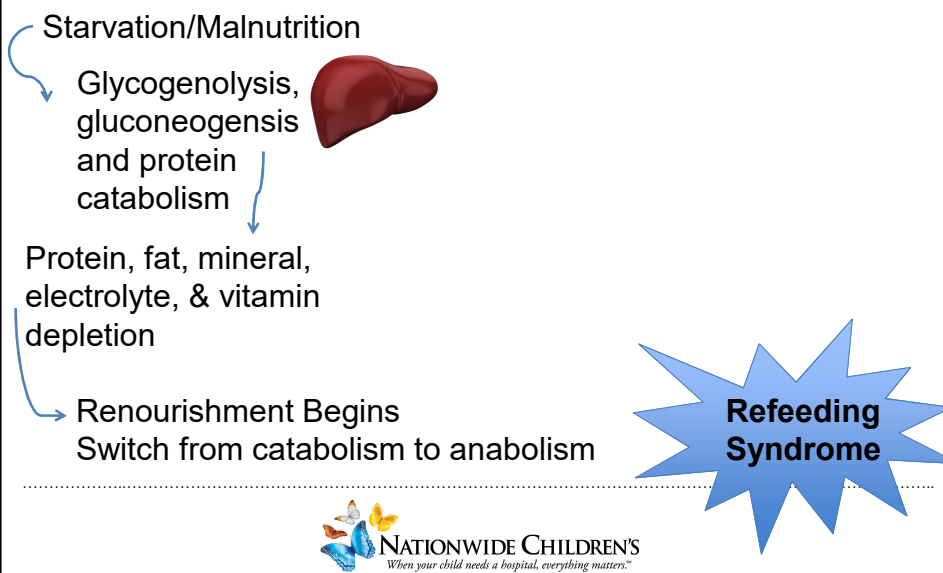 Starvation/Malnutrition
Glycogenolysis,
gluconeogensis
and protein
catabolism
Protein, fat, mineral,
electrolyte, & vitamin
depletion
Renourishment Begins
Switch from catabolism to anabolism
Refeeding
Syndrome
NATIONWIDE CHILDREN'S
When your child needs a hospital, everything matters.℠